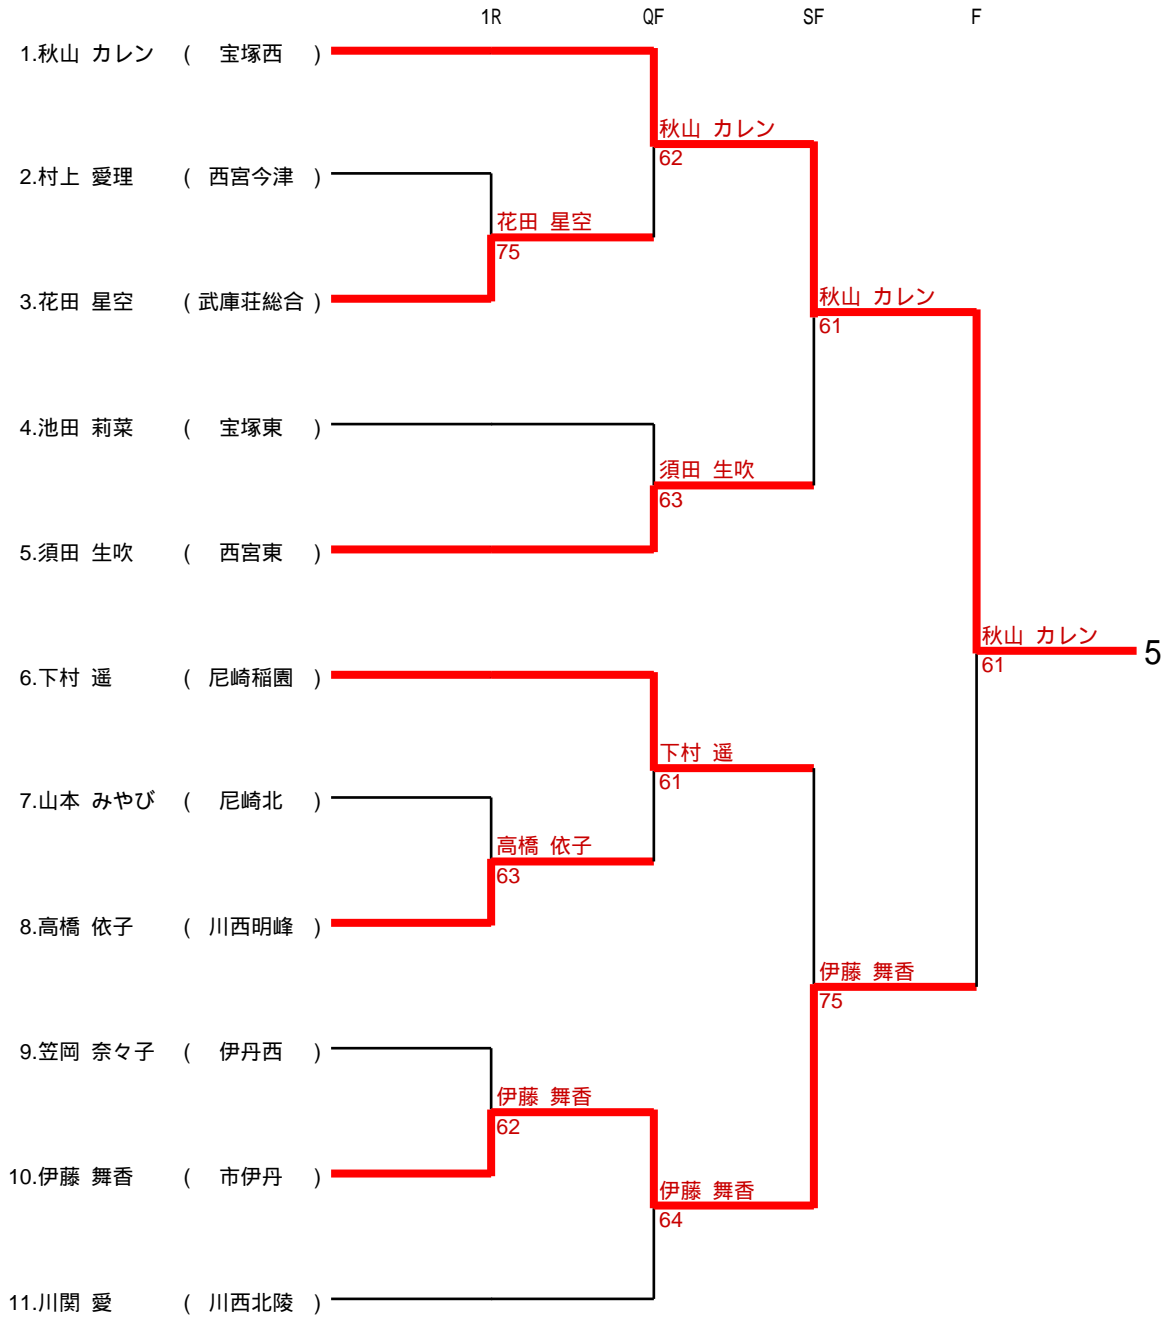 1R QF SF F
1.秋山 カレン ( 宝塚西 )
秋山 カレン
62
2.村上 愛理 ( 西宮今津 )
花田 星空
75
3.花田 星空 ( 武庫荘総合 )
秋山 カレン
61
4.池田 莉菜 ( 宝塚東 )
須田 生吹
63
5.須田 生吹 ( 西宮東 )
秋山 カレン
61
5
6.下村 遥 ( 尼崎稲園 )
下村 遥
61
7.山本 みやび ( 尼崎北 )
高橋 依子
63
8.高橋 依子 ( 川西明峰 )
伊藤 舞香
75
9.笠岡 奈々子 ( 伊丹西 )
伊藤 舞香
62
10.伊藤 舞香 ( 市伊丹 )
伊藤 舞香
64
11.川関 愛 ( 川西北陵 )